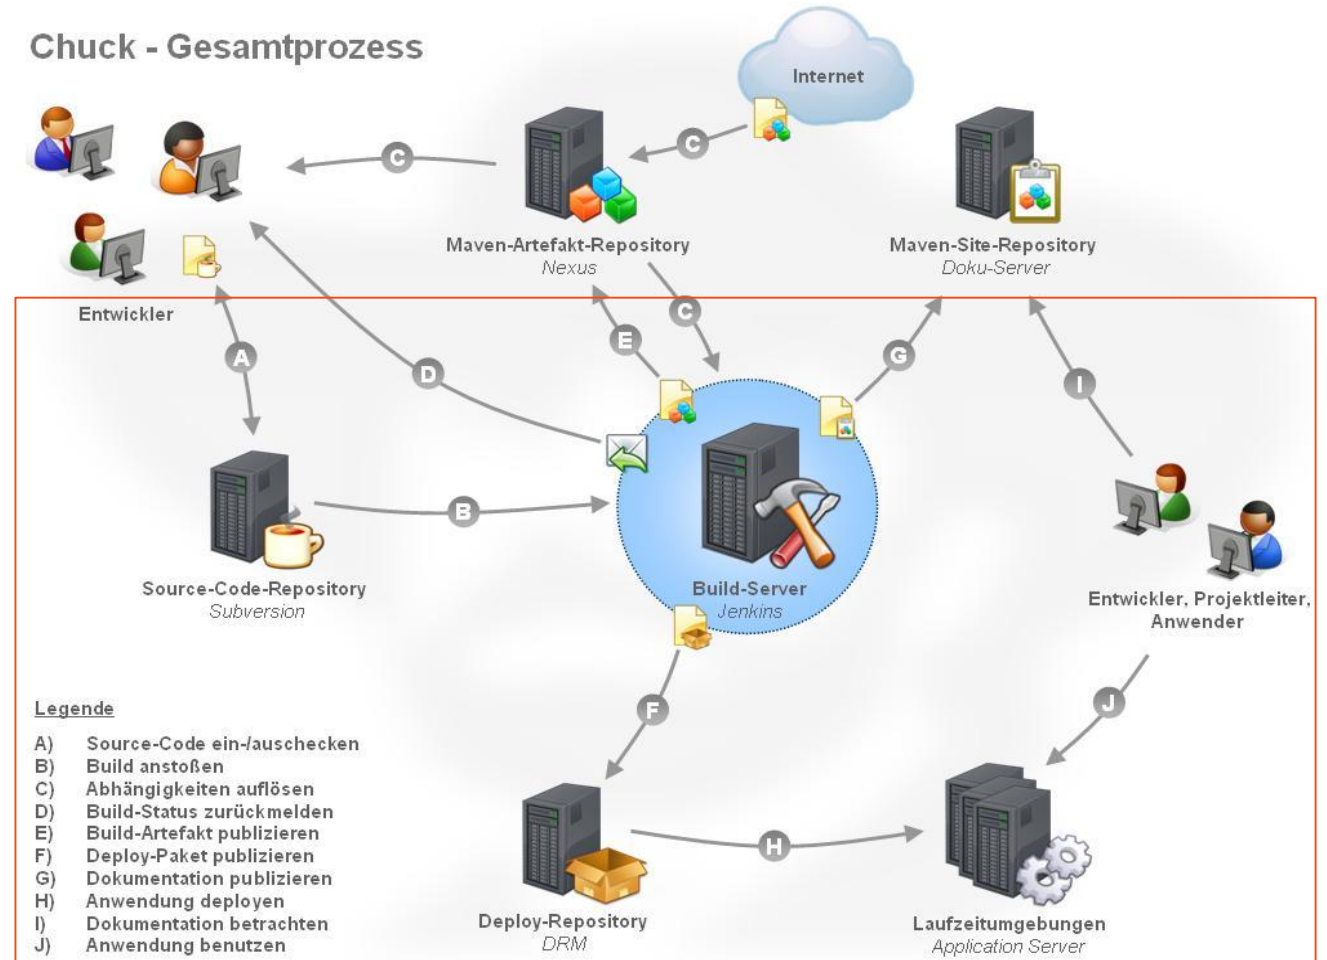 Chuck - Gesamtprozess
Internet
C
C
Maven-Artefakt-Repository
Nexus
Maven-Site-Repository
Doku-Server
Entwickler
C
E
A
D
G
I
B
Source-Code-Repository
Subversion
Build-Server
Jenkins
Entwickler, Projektleiter,
Anwender
F
J
H
Legende
A) Source-Code ein-/auschecken
B) Build anstoßen
C) Abhängigkeiten auflösen
D) Build-Status zurückmelden
E) Build-Artefakt publizieren
F) Deploy-Paket publizieren
G) Dokumentation publizieren
H) Anwendung deployen
I) Dokumentation betrachten
J) Anwendung benutzen
Deploy-Repository
DRM
Laufzeitumgebungen
Application Server